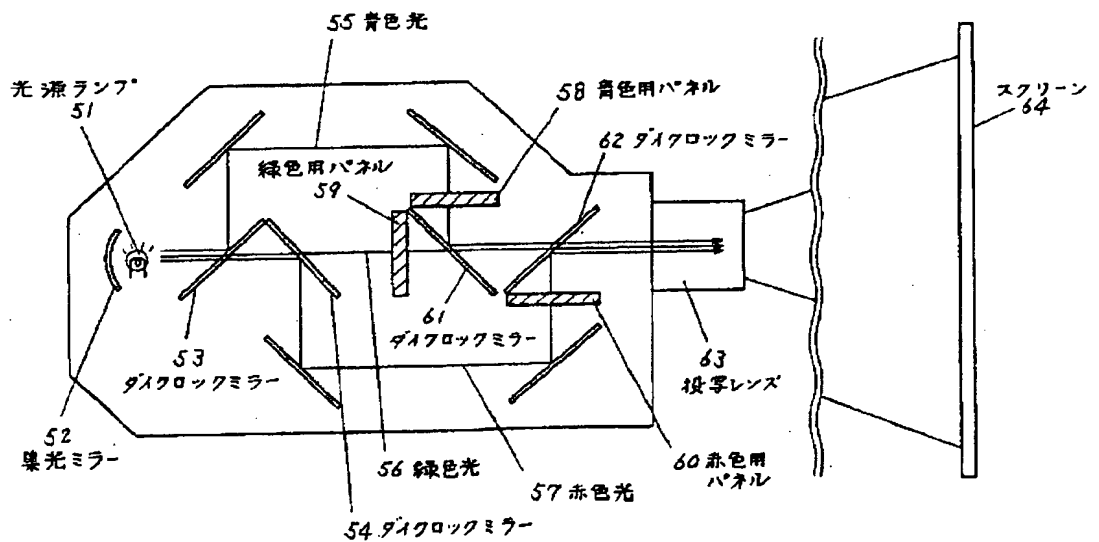 55 青色光
光源ランプ
51
58 青色用パネル
スクリーン
64
62 ダイクロックミラー
緑色用パネル
59
53
ダイクロックミラー
61
ダイクロックミラー
63
投写レンズ
52
集光ミラー
56 緑色光
57 赤色光
60 赤色用
パネル
54 ダイクロックミラー